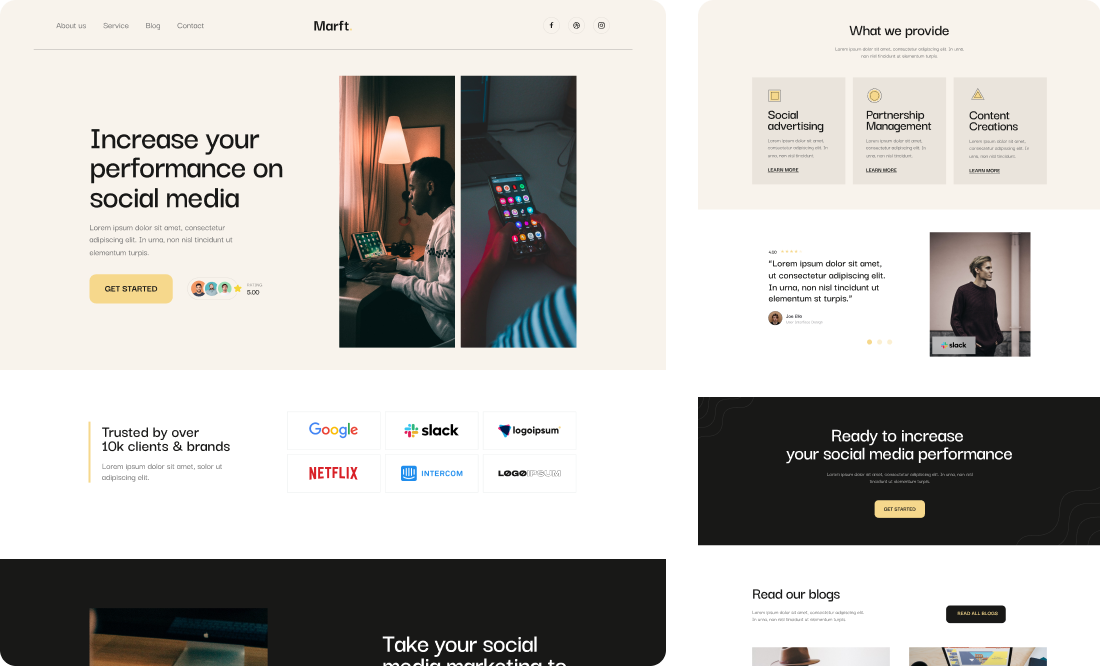 About us
Service
Blog
Contact
Marft.
Increase your
performance on
social media
Lorem ipsum dolor sit amet, consectetur
adipiscing elit. In urna, non nisl tincidunt ut
elementum turpis.
GET STARTED
RATING
5.00
Trusted by over
10k clients & brands
Lorem ipsum dolor sit amet, solor ut
adipiscing elit.
Google
slack
logoipsum
NETFLIX
INTERCOM
LOGOIPSUM
Take your social
media marketing to
What we provide
Lorem ipsum dolor sit amet, consectetur adipiscing elit. In urna,
non nisl tincidunt ut elementum turpis.
Social
advertising
Lorem ipsum dolor sit amet,
consectetur adipiscing elit. In
urna, non nisl tincidunt.
LEARN MORE
Partnership
Management
Lorem ipsum dolor sit amet,
consectetur adipiscing elit. In
urna, non nisl tincidunt.
LEARN MORE
Content
Creations
Lorem ipsum dolor sit amet,
consectetur adipiscing elit. In
urna, non nisl tincidunt.
LEARN MORE
4.00
“Lorem ipsum dolor sit amet,
ut consectetur adipiscing elit.
In urna, non nisl tincidunt ut
elementum st turpis.”
Joe Elle
User Interface Design
slack
Ready to increase
your social media performance
Lorem ipsum dolor sit amet, consectetur adipiscing elit. In urna, non nisl
tincidunt ut elementum turpis.
GET STARTED
Read our blogs
Lorem ipsum dolor sit amet, consectetur adipiscing elit.
In urna, non nisl tincidunt ut elementum turpis.
READ ALL BLOGS